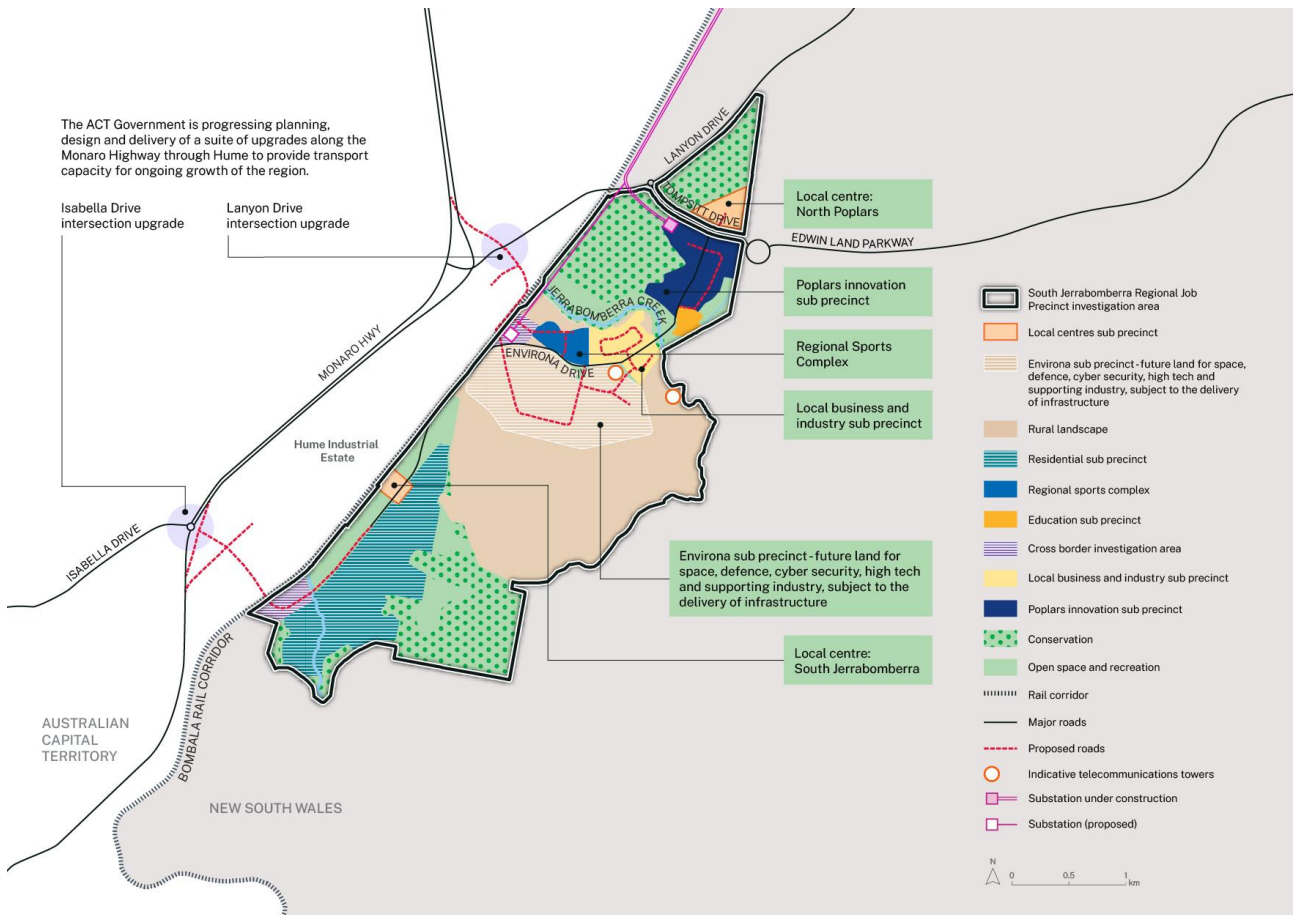 The ACT Government is progressing planning,
design and delivery of a suite of upgrades along the
Monaro Highway through Hume to provide transport
capacity for ongoing growth of the region.
Isabella Drive
intersection upgrade
Lanyon Drive
intersection upgrade
LANYON DRIVE
TOMPSITT DRIVE
EDWIN LAND PARKWAY
JERRABOMBERRA CREEK
ENVIRONA DRIVE
MONARO HWY
Hume Industrial
Estate
ISABELLA DRIVE
BOMBALA RAIL CORRIDOR
AUSTRALIAN
CAPITAL
TERRITORY
NEW SOUTH WALES
Local centre:
North Poplars
Poplars innovation
sub precinct
Regional Sports
Complex
Local business and
industry sub precinct
Environa sub precinct - future land for
space, defence, cyber security, high tech
and supporting industry, subject to the
delivery of infrastructure
Local centre:
South Jerrabomberra
South Jerrabomberra Regional Job
Precinct investigation area
Local centres sub precinct
Environa sub precinct - future land for space,
defence, cyber security, high tech and
supporting industry, subject to the delivery
of infrastructure
Rural landscape
Residential sub precinct
Regional sports complex
Education sub precinct
Cross border investigation area
Local business and industry sub precinct
Poplars innovation sub precinct
Conservation
Open space and recreation
Rail corridor
Major roads
Proposed roads
Indicative telecommunications towers
Substation under construction
Substation (proposed)
N
0 0.5 1
km